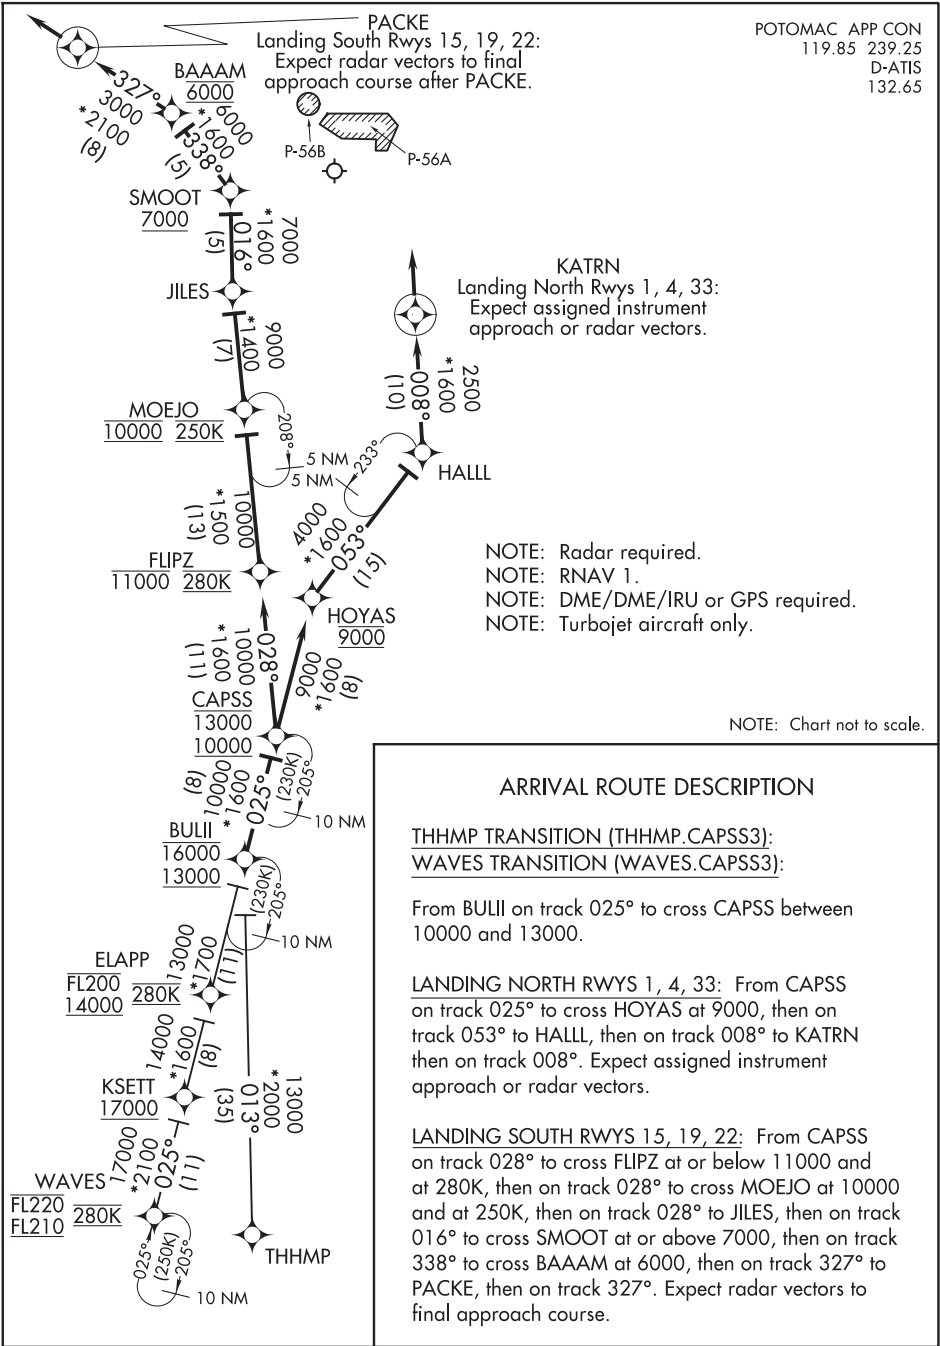 PACKE
Landing South Rwys 15, 19, 22:
Expect radar vectors to final
approach course after PACKE.
POTOMAC APP CON
119.85 239.25
D-ATIS
132.65
BAAAM
6000
327°
3000
*2100
(8)
6000
*1600
338°
(5)
P-56B
P-56A
SMOOT
7000
7000
*1600
016°
(5)
JILES
KATRN
Landing North Rwys 1, 4, 33:
Expect assigned instrument
approach or radar vectors.
9000
*1400
(7)
2500
*1600
008°
(10)
MOEJO
10000 250K
208°
5 NM
5 NM
233°
HALLL
10000
*1500
(13)
4000
*1600
053°
(15)
FLIPZ
11000 280K
HOYAS
9000
NOTE: Radar required.
NOTE: RNAV 1.
NOTE: DME/DME/IRU or GPS required.
NOTE: Turbojet aircraft only.
028°
10000
*1600
(11)
9000
*1600
(8)
CAPSS
13000
10000
NOTE: Chart not to scale.
(230K)
205°
10 NM
025°
*1600
10000
(8)
BULII
16000
13000
(230K)
205°
10 NM
13000
*1700
(11)
ELAPP
FL200
14000
280K
14000
*1600
(8)
KSETT
17000
13000
*2000
013°
(35)
17000
*2100
025°
(11)
WAVES
FL220
FL210
280K
025°
(250K)
205°
10 NM
THHMP
ARRIVAL ROUTE DESCRIPTION
THHMP TRANSITION (THHMP.CAPSS3):
WAVES TRANSITION (WAVES.CAPSS3):
From BULII on track 025° to cross CAPSS between
10000 and 13000.
LANDING NORTH RWYS 1, 4, 33: From CAPSS
on track 025° to cross HOYAS at 9000, then on
track 053° to HALLL, then on track 008° to KATRN
then on track 008°. Expect assigned instrument
approach or radar vectors.
LANDING SOUTH RWYS 15, 19, 22: From CAPSS
on track 028° to cross FLIPZ at or below 11000 and
at 280K, then on track 028° to cross MOEJO at 10000
and at 250K, then on track 028° to JILES, then on track
016° to cross SMOOT at or above 7000, then on track
338° to cross BAAAM at 6000, then on track 327° to
PACKE, then on track 327°. Expect radar vectors to
final approach course.